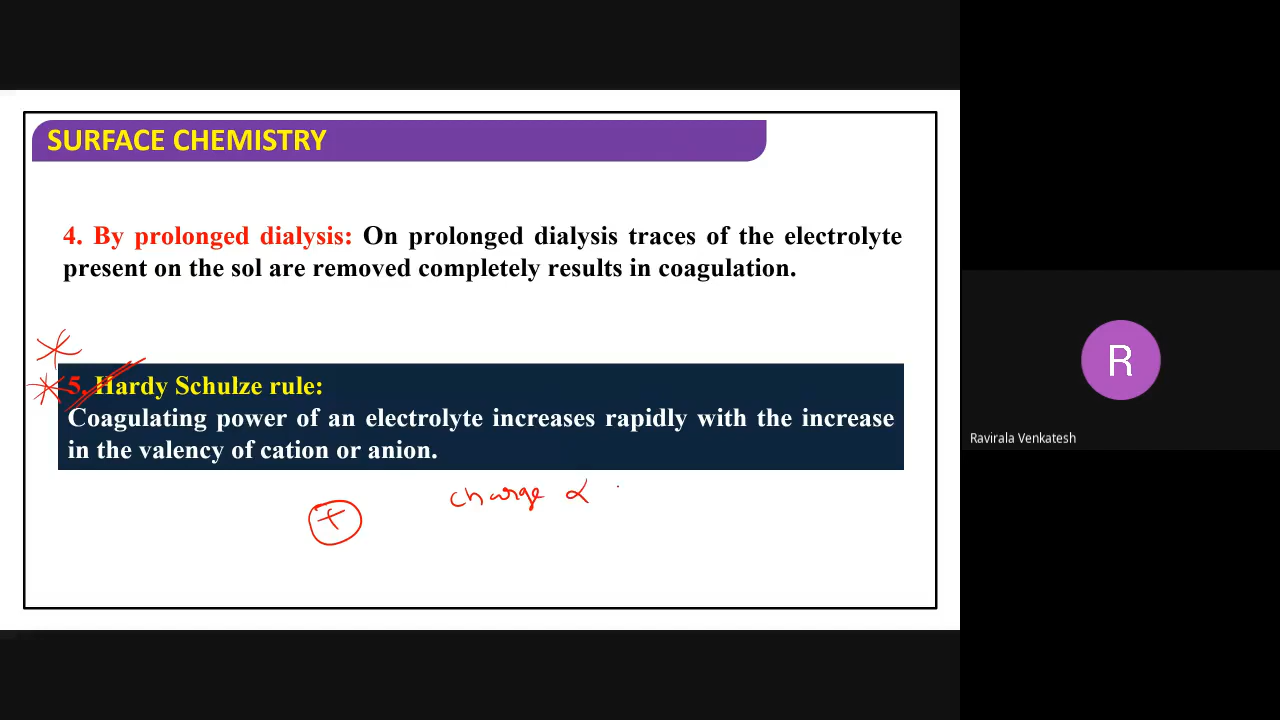 SURFACE CHEMISTRY
4. By prolonged dialysis: On prolonged dialysis traces of the electrolyte
present on the sol are removed completely results in coagulation.
5. Hardy Schulze rule:
Coagulating power of an electrolyte increases rapidly with the increase
in the valency of cation or anion.
charge ∝
+
R
Ravirala Venkatesh